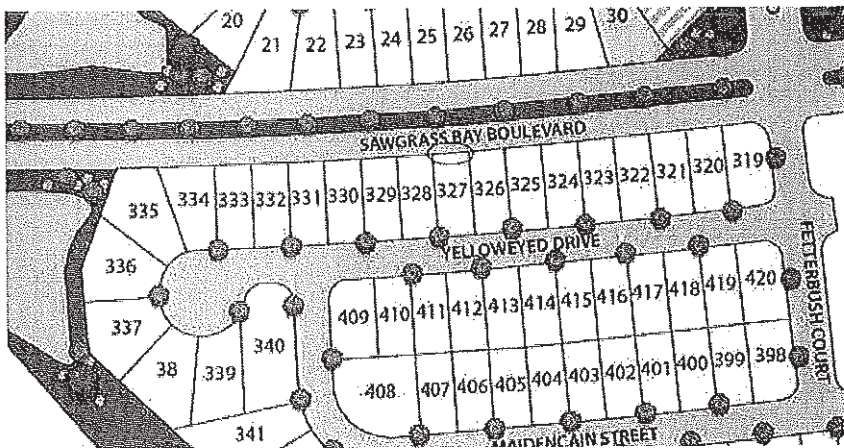 20 21 22 23 24 25 26 27 28 29 30
SAWGRASS BAY BOULEVARD
335 334 333 332 331 330 329 328 327 326 325 324 323 322 321 320 319
YELLOWEYED DRIVE
FETTERBUSH COURT
336
337
38 339 340
341
409 410 411 412 413 414 415 416 417 418 419 420
408 407 406 405 404 403 402 401 400 399 398
MAIDENCAIN STREET